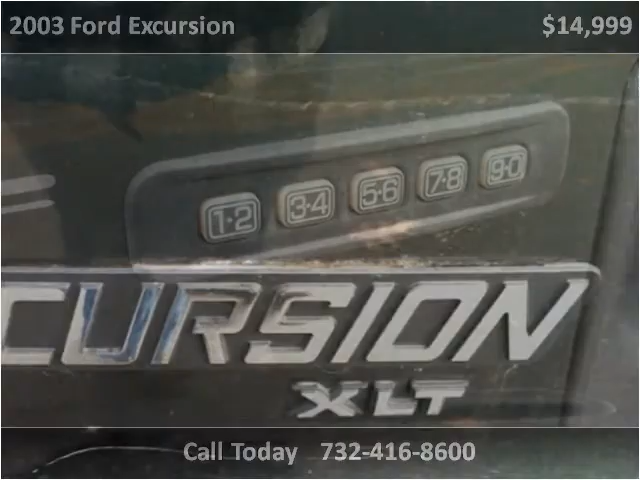 2003 Ford Excursion $14,999
1·2 3·4 5·6 7·8 9·0
CURSION
XLT
Call Today 732-416-8600